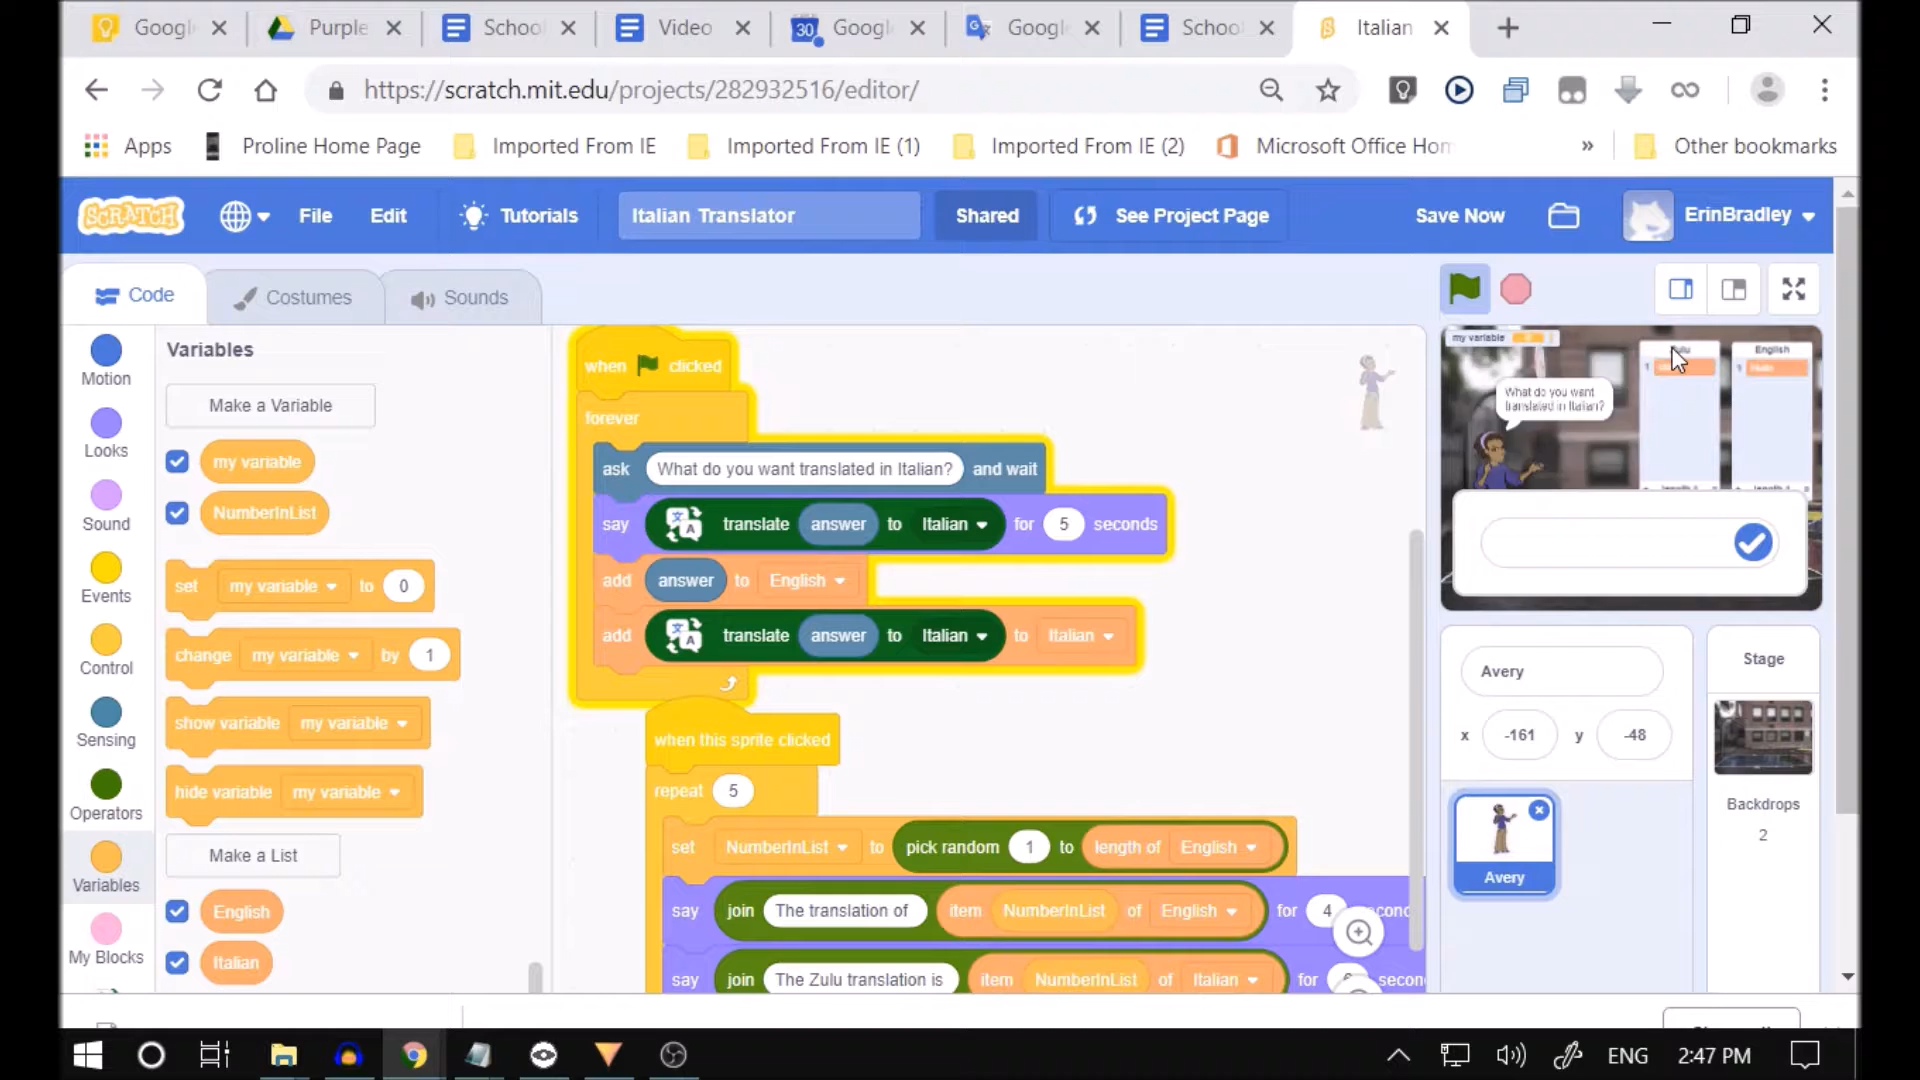 Googl
Purple
Schoo
Video
30
Googl
Google
Schoo
Italian
https://scratch.mit.edu/projects/282932516/editor/
Apps
Proline Home Page
Imported From IE
Imported From IE (1)
Imported From IE (2)
Microsoft Office Hom
»
Other bookmarks
SCRATCH
File
Edit
Tutorials
Italian Translator
Shared
See Project Page
Save Now
ErinBradley
Code
Costumes
Sounds
Motion
Looks
Sound
Events
Control
Sensing
Operators
Variables
My Blocks
Variables
Make a Variable
my variable
NumberInList
set my variable to 0
change my variable by 1
show variable my variable
hide variable my variable
Make a List
English
Italian
when clicked
forever
ask What do you want translated in Italian? and wait
say translate answer to Italian for 5 seconds
add answer to English
add translate answer to Italian to Italian
when this sprite clicked
repeat 5
set NumberInList to pick random 1 to length of English
say join The translation of item NumberInList of English for 4
say join The Zulu translation is item NumberInList of Italian for
my variable
English
1
1
What do you want
translated in Italian?
Avery
x -161 y -48
Avery
Stage
Backdrops
2
ENG
2:47 PM